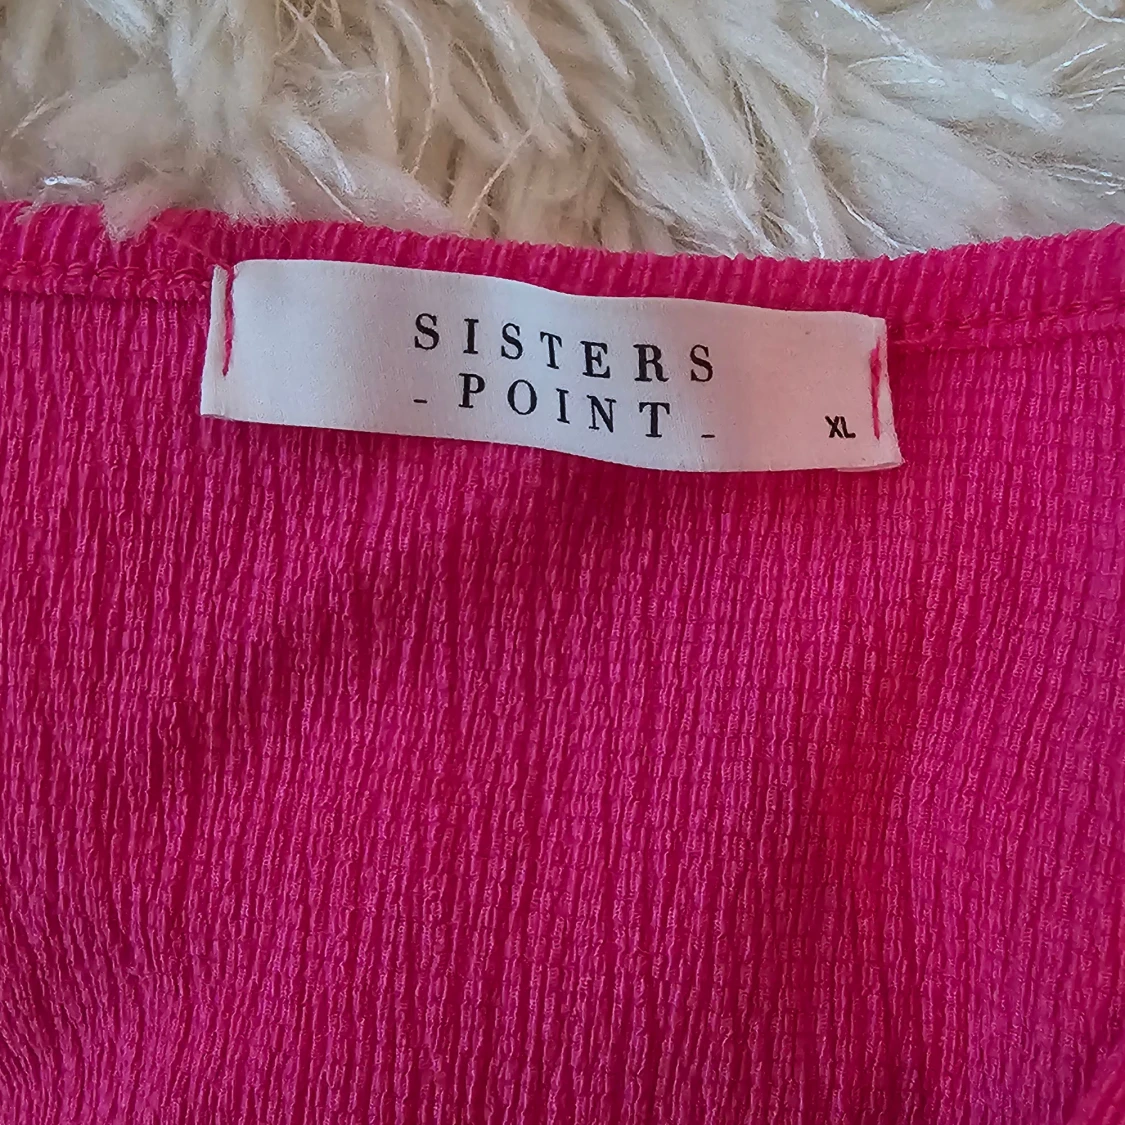 SISTERS
- POINT -
XL